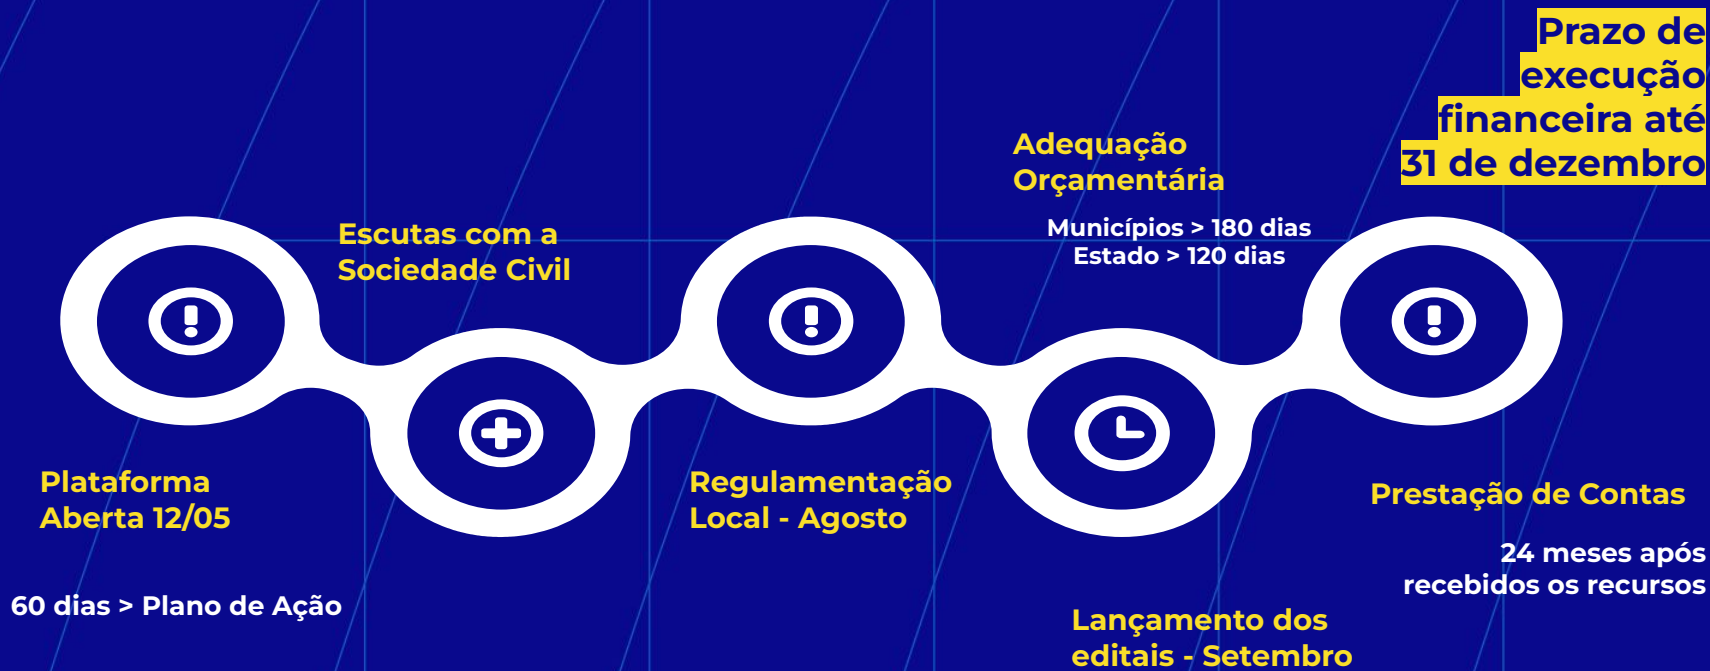 Prazo de
execução
financeira até
31 de dezembro
Plataforma
Aberta 12/05
60 dias > Plano de Ação
Escutas com a
Sociedade Civil
Regulamentação
Local - Agosto
Adequação
Orçamentária
Municípios > 180 dias
Estado > 120 dias
Lançamento dos
editais - Setembro
Prestação de Contas
24 meses após
recebidos os recursos